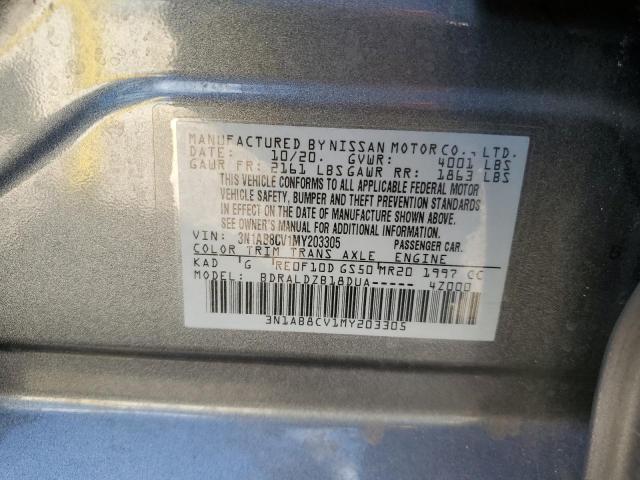 MANUFACTURED BY NISSAN MOTOR CO., LTD.
DATE: 10/20. GVWR: 4001 LBS
GAWR FR: 2161 LBS GAWR RR: 1863 LBS
THIS VEHICLE CONFORMS TO ALL APPLICABLE FEDERAL MOTOR
VEHICLE SAFETY, BUMPER AND THEFT PREVENTION STANDARDS
IN EFFECT ON THE DATE OF MANUFACTURE SHOWN ABOVE.
SEE OWNER'S MANUAL FOR ADDITIONAL INFORMATION.
VIN: 3N1AB8CV1MY203305 PASSENGER CAR.
COLOR TRIM TRANS AXLE ENGINE
KAD G RE0F10D GS50 MR20 1997 CC
MODEL: BDRALDZB18DUA----- 4Z000
3N1AB8CV1MY203305